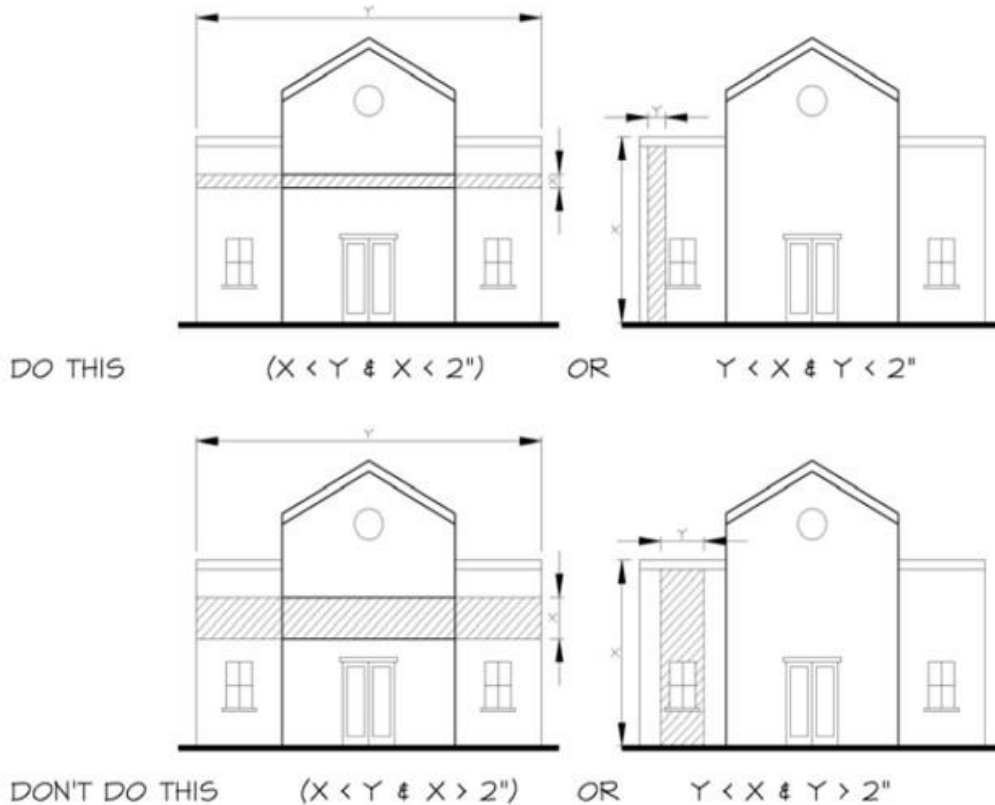 Y
Y
X
X
DO THIS (X < Y & X < 2") OR Y < X & Y < 2"
Y
Y
X
X
DON'T DO THIS (X < Y & X > 2") OR Y < X & Y > 2"